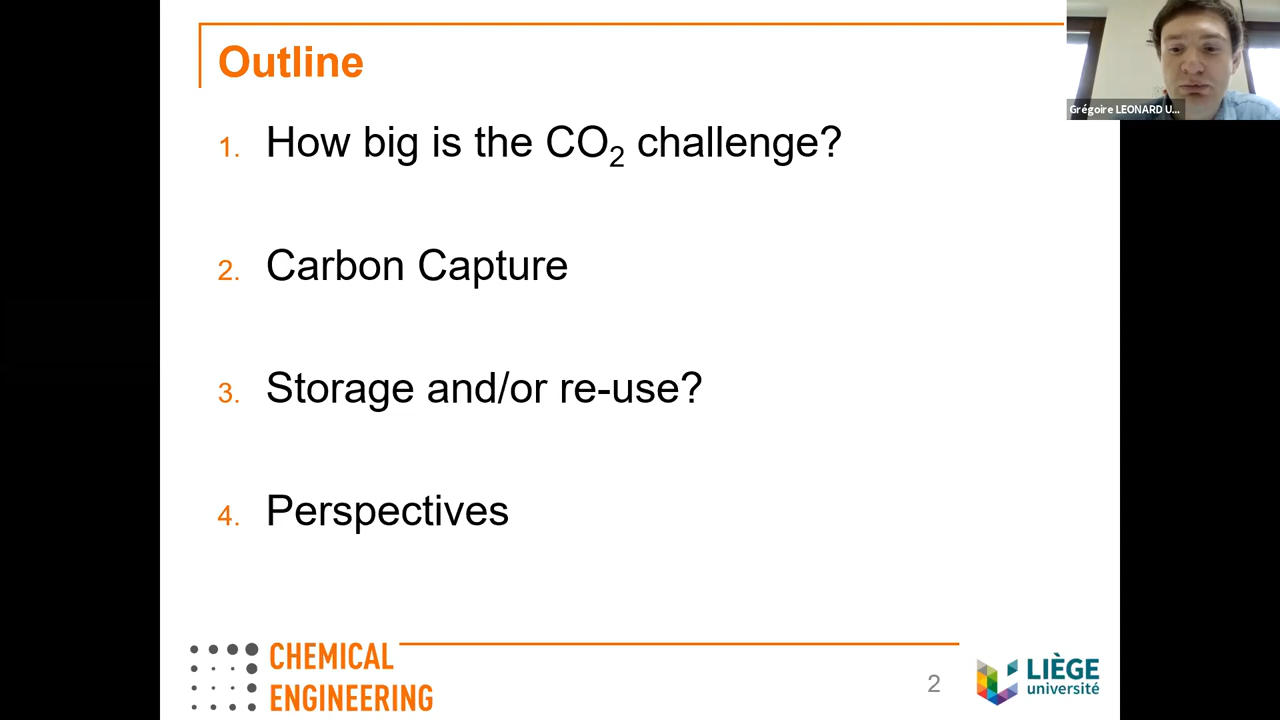 Outline
Grégoire LEONARD U...
1. How big is the CO₂ challenge?
2. Carbon Capture
3. Storage and/or re-use?
4. Perspectives
CHEMICAL
ENGINEERING
2
LIÈGE
université